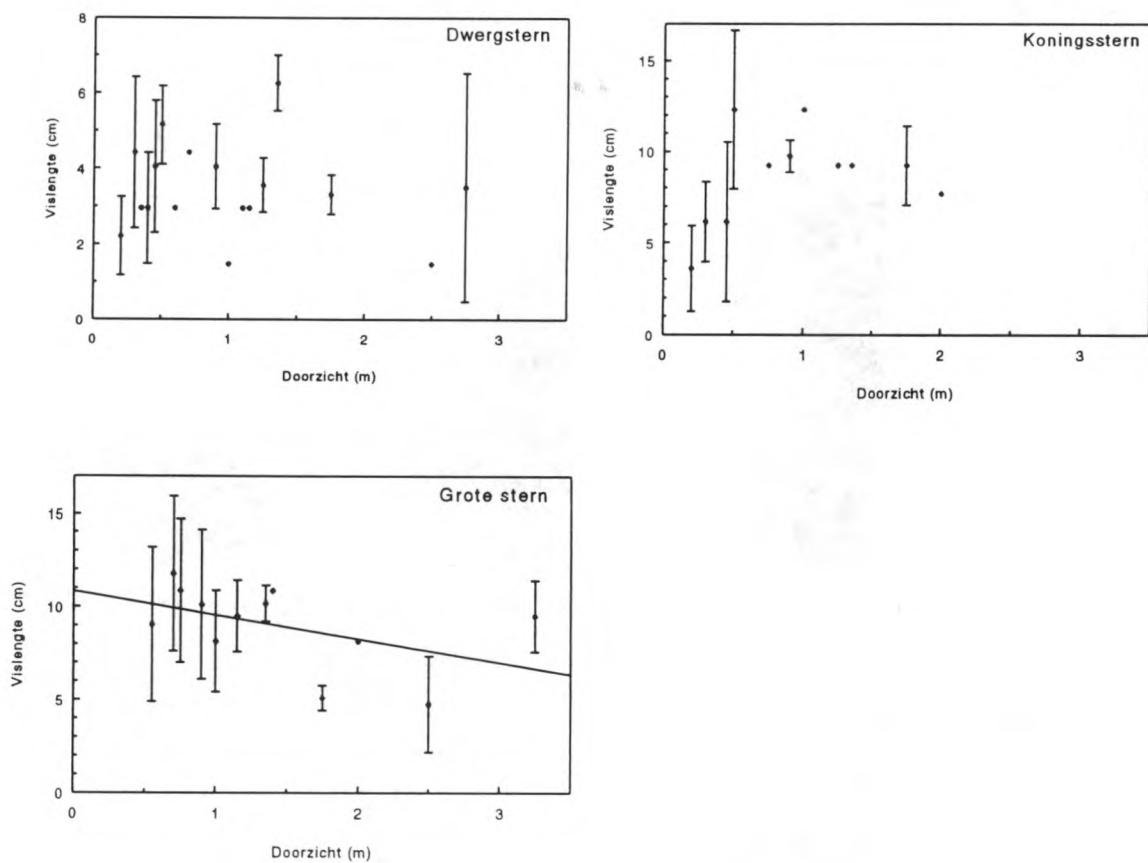 Dwergstern
Vislengte (cm)
8
6
4
2
0
0 1 2 3
Doorzicht (m)
Koningsstern
Vislengte (cm)
15
10
5
0
0 1 2 3
Doorzicht (m)
Grote stern
Vislengte (cm)
15
10
5
0
0 1 2 3
Doorzicht (m)